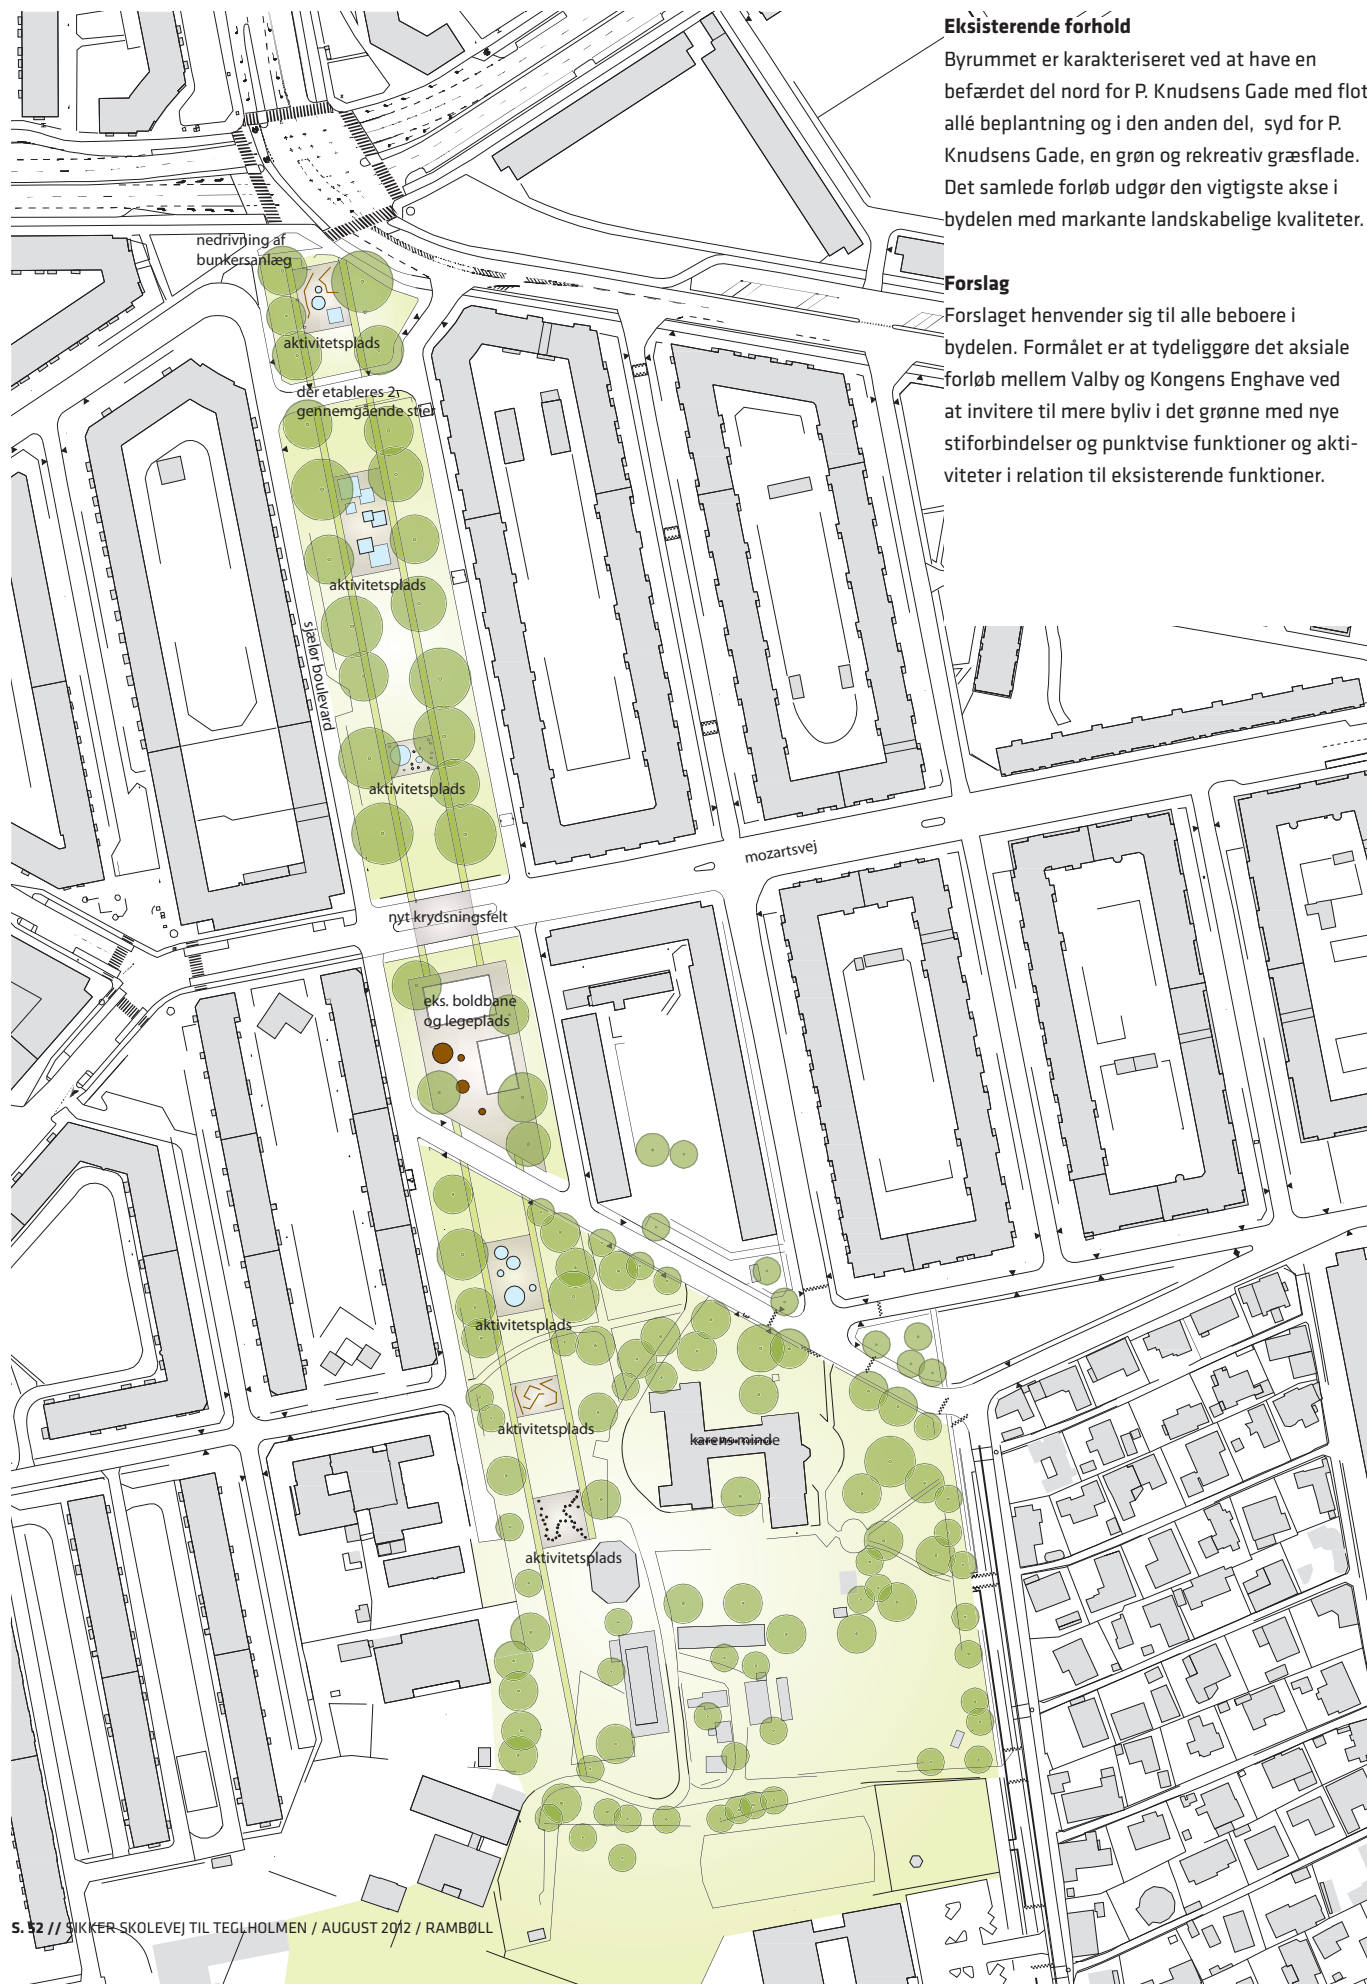 Eksisterende forhold
Byrummet er karakteriseret ved at have en
befærdet del nord for P. Knudsens Gade med flot
allé beplantning og i den anden del, syd for P.
Knudsens Gade, en grøn og rekreativ græsflade.
Det samlede forløb udgør den vigtigste akse i
bydelen med markante landskabelige kvaliteter.
Forslag
Forslaget henvender sig til alle beboere i
bydelen. Formålet er at tydeliggøre det aksiale
forløb mellem Valby og Kongens Enghave ved
at invitere til mere byliv i det grønne med nye
stiforbindelser og punktvise funktioner og akti-
viteter i relation til eksisterende funktioner.
nedrivning af
bunkersanlæg
aktivitetsplads
der etableres 2
gennemgående stier
aktivitetsplads
sjælør boulevard
aktivitetsplads
mozartsvej
nyt krydsningsfelt
eks. boldbane
og legeplads
aktivitetsplads
aktivitetsplads
karens minde
aktivitetsplads
S. 52 // SIKKER SKOLEVEJ TIL TEGLHOLMEN / AUGUST 2012 / RAMBØLL